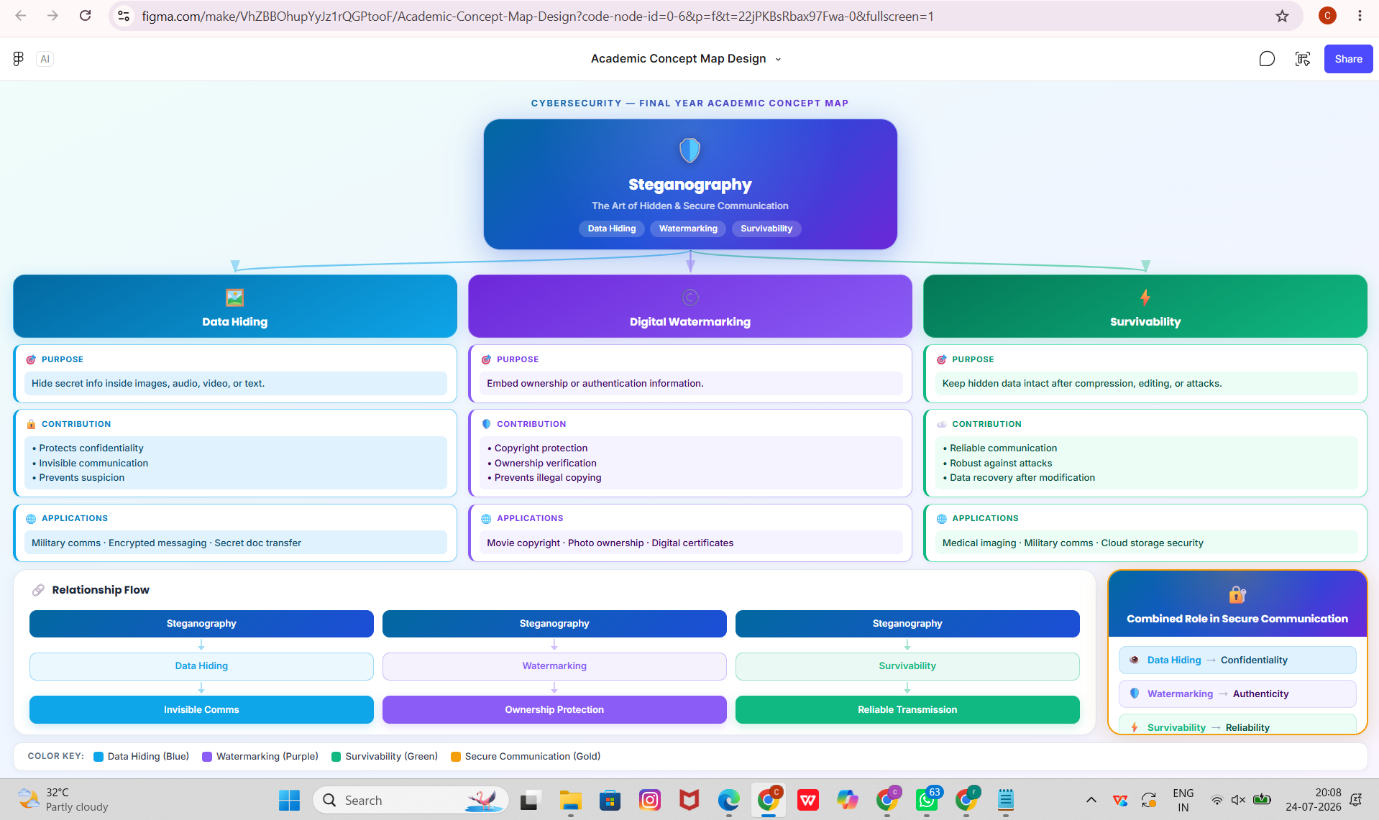 figma.com/make/VhZBBOhupYyJz1rQGPtooF/Academic-Concept-Map-Design?code-node-id=0-6&p=f&t=22jPKBsRbax97Fwa-0&fullscreen=1
C
AI
Academic Concept Map Design
Share
CYBERSECURITY — FINAL YEAR ACADEMIC CONCEPT MAP
Steganography
The Art of Hidden & Secure Communication
Data Hiding
Watermarking
Survivability
Data Hiding
PURPOSE
Hide secret info inside images, audio, video, or text.
CONTRIBUTION
• Protects confidentiality
• Invisible communication
• Prevents suspicion
APPLICATIONS
Military comms · Encrypted messaging · Secret doc transfer
©
Digital Watermarking
PURPOSE
Embed ownership or authentication information.
CONTRIBUTION
• Copyright protection
• Ownership verification
• Prevents illegal copying
APPLICATIONS
Movie copyright · Photo ownership · Digital certificates
Survivability
PURPOSE
Keep hidden data intact after compression, editing, or attacks.
CONTRIBUTION
• Reliable communication
• Robust against attacks
• Data recovery after modification
APPLICATIONS
Medical imaging · Military comms · Cloud storage security
Relationship Flow
Steganography
Data Hiding
Invisible Comms
Steganography
Watermarking
Ownership Protection
Steganography
Survivability
Reliable Transmission
Combined Role in Secure Communication
Data Hiding → Confidentiality
Watermarking → Authenticity
Survivability → Reliability
COLOR KEY: Data Hiding (Blue) Watermarking (Purple) Survivability (Green) Secure Communication (Gold)
32°C
Partly cloudy
Search
C
c
63
r
ENG
IN
20:08
24-07-2026